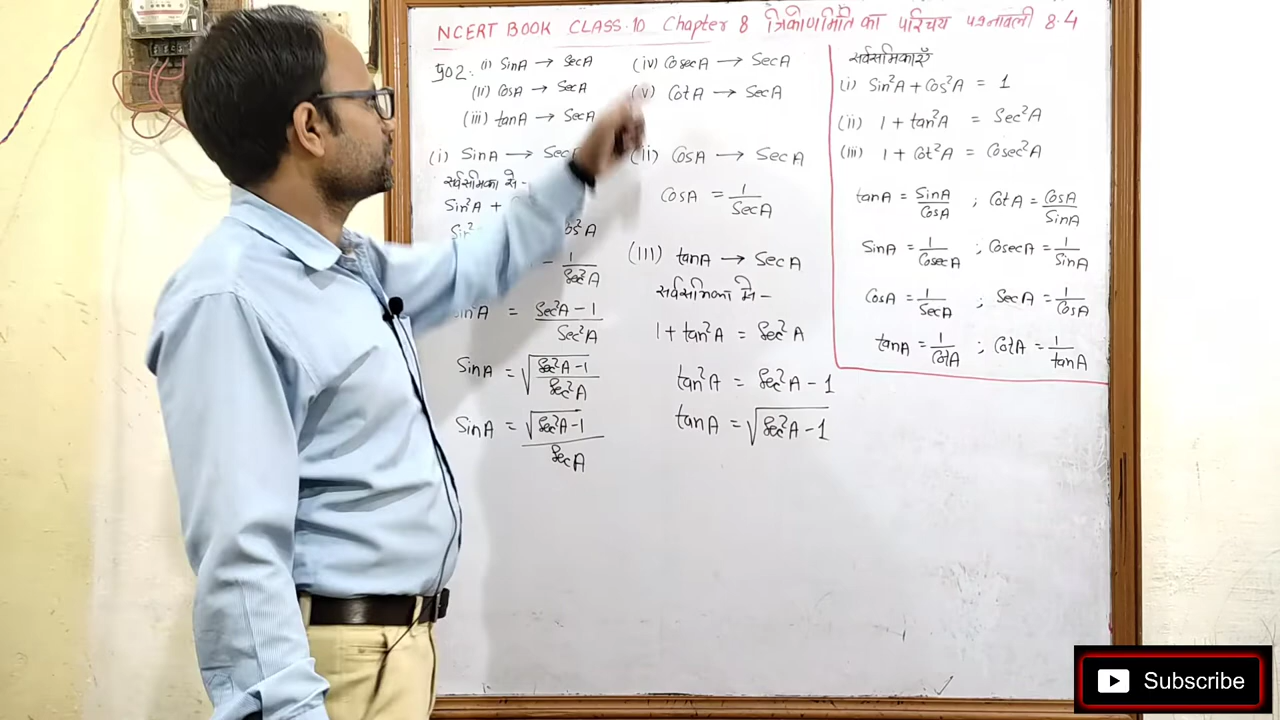 NCERT BOOK CLASS.10 Chapter 8 त्रिकोणमिति का परिचय प्रश्नावली 8.4
प्र02. (i) SinA → SecA
(ii) CosA → SecA
(iii) tanA → SecA
(iv) CosecA → SecA
(v) CotA → SecA
(i) SinA → Sec
सर्वसमिका से -
Sin²A +
Sin² os²A
- 1/Sec²A
SinA = Sec²A - 1/Sec²A
SinA = √Sec²A-1/Sec²A
SinA = √Sec²A-1/SecA
(ii) CosA → SecA
CosA = 1/SecA
(III) tanA → SecA
सर्वसमिका से -
1 + tan²A = Sec²A
tan²A = Sec²A - 1
tanA = √Sec²A - 1
सर्वसमिकाएँ
(i) Sin²A + Cos²A = 1
(ii) 1 + tan²A = Sec²A
(iii) 1 + Cot²A = Cosec²A
tanA = SinA/CosA ; CotA = CosA/SinA
SinA = 1/CosecA ; CosecA = 1/SinA
CosA = 1/SecA ; SecA = 1/CosA
tanA = 1/CotA ; CotA = 1/tanA
Subscribe